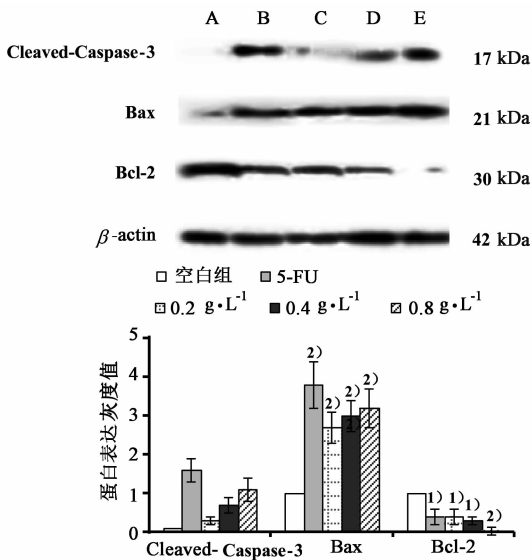 A B C D E
Cleaved-Caspase-3 17 kDa
Bax 21 kDa
Bcl-2 30 kDa
β-actin 42 kDa
空白组 5-FU
0.2 g·L⁻¹ 0.4 g·L⁻¹ 0.8 g·L⁻¹
蛋白表达灰度值
5
4
3
2
1
0
2)
2) 2) 2)
1) 1) 1) 2)
Cleaved-Caspase-3 Bax Bcl-2